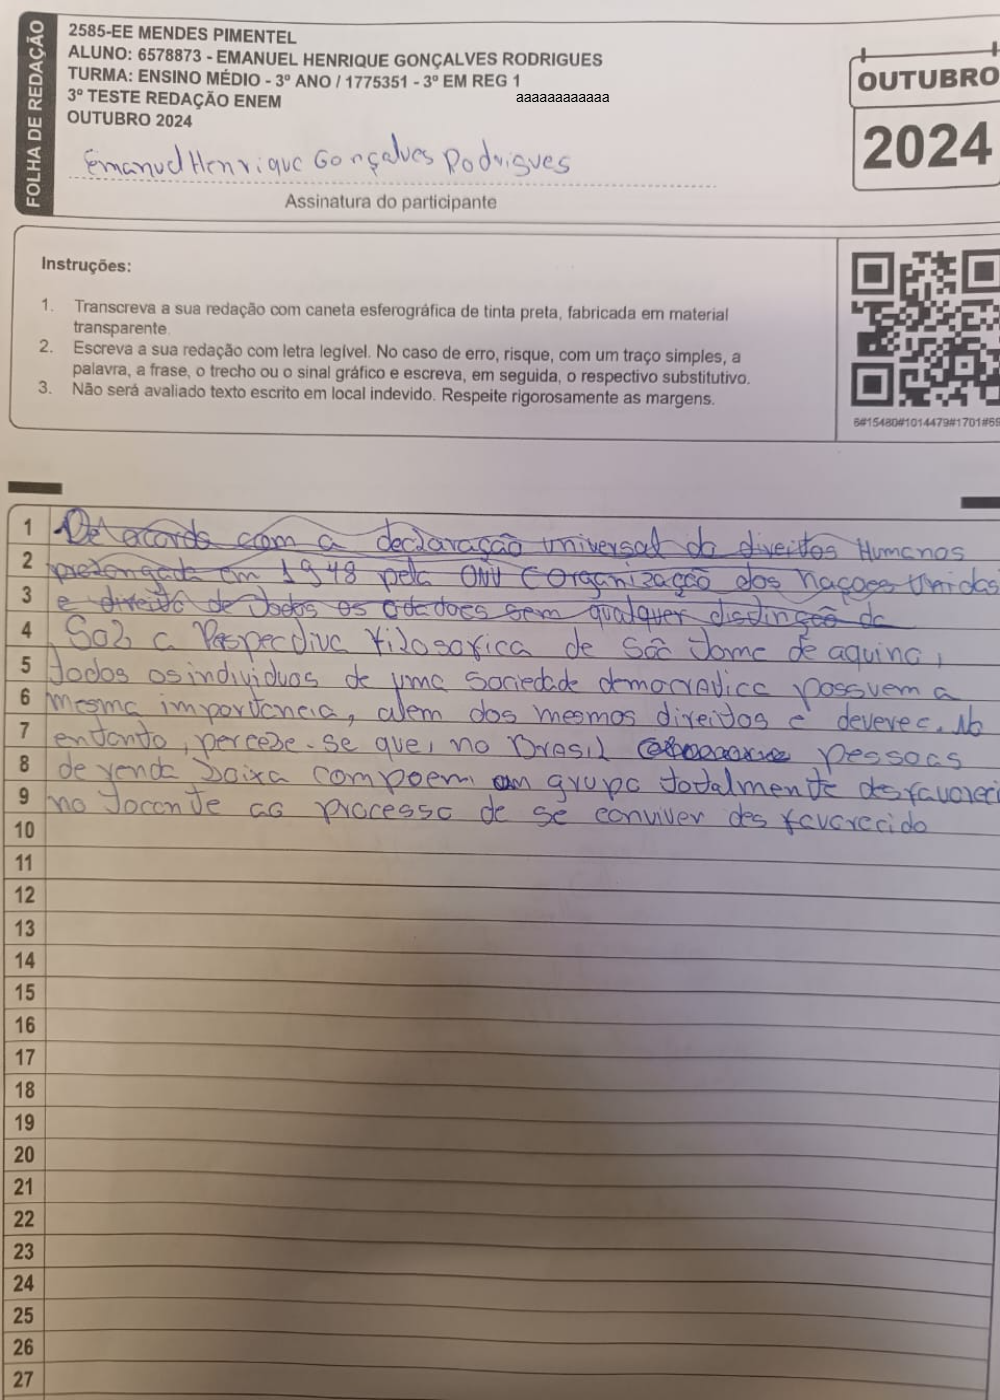 FOLHA DE REDAÇÃO
2585-EE MENDES PIMENTEL
ALUNO: 6578873 - EMANUEL HENRIQUE GONÇALVES RODRIGUES
TURMA: ENSINO MÉDIO - 3º ANO / 1775351 - 3º EM REG 1
3º TESTE REDAÇÃO ENEM
aaaaaaaaaaaa
OUTUBRO 2024
Emanuel Henrique Gonçalves Rodrigues
Assinatura do participante
OUTUBRO
2024
Instruções:
1. Transcreva a sua redação com caneta esferográfica de tinta preta, fabricada em material
transparente.
2. Escreva a sua redação com letra legível. No caso de erro, risque, com um traço simples, a
palavra, a frase, o trecho ou o sinal gráfico e escreva, em seguida, o respectivo substitutivo.
3. Não será avaliado texto escrito em local indevido. Respeite rigorosamente as margens.
6#15480#1014479#1701#69
1 De acordo com a declaração universal do direitos Humanos
2 prolongada em 1948 pela ONU (Organização dos Nações Unidas
3 e direito de todos os cidadoes sem qualquer distinção de
4 Sob a Perspectiva filosofica de São Tome de aquino,
5 todos os individuos de uma sociedade democratica possuem a
6 mesma importância, alem dos mesmos direitos e deveres. No
7 entanto, percebe-se que, no Brasil pessoas
8 de renda baixa compoem um grupo totalmente desfavoreci
9 no tocante ao processo de se conviver desfavorecido
10
11
12
13
14
15
16
17
18
19
20
21
22
23
24
25
26
27